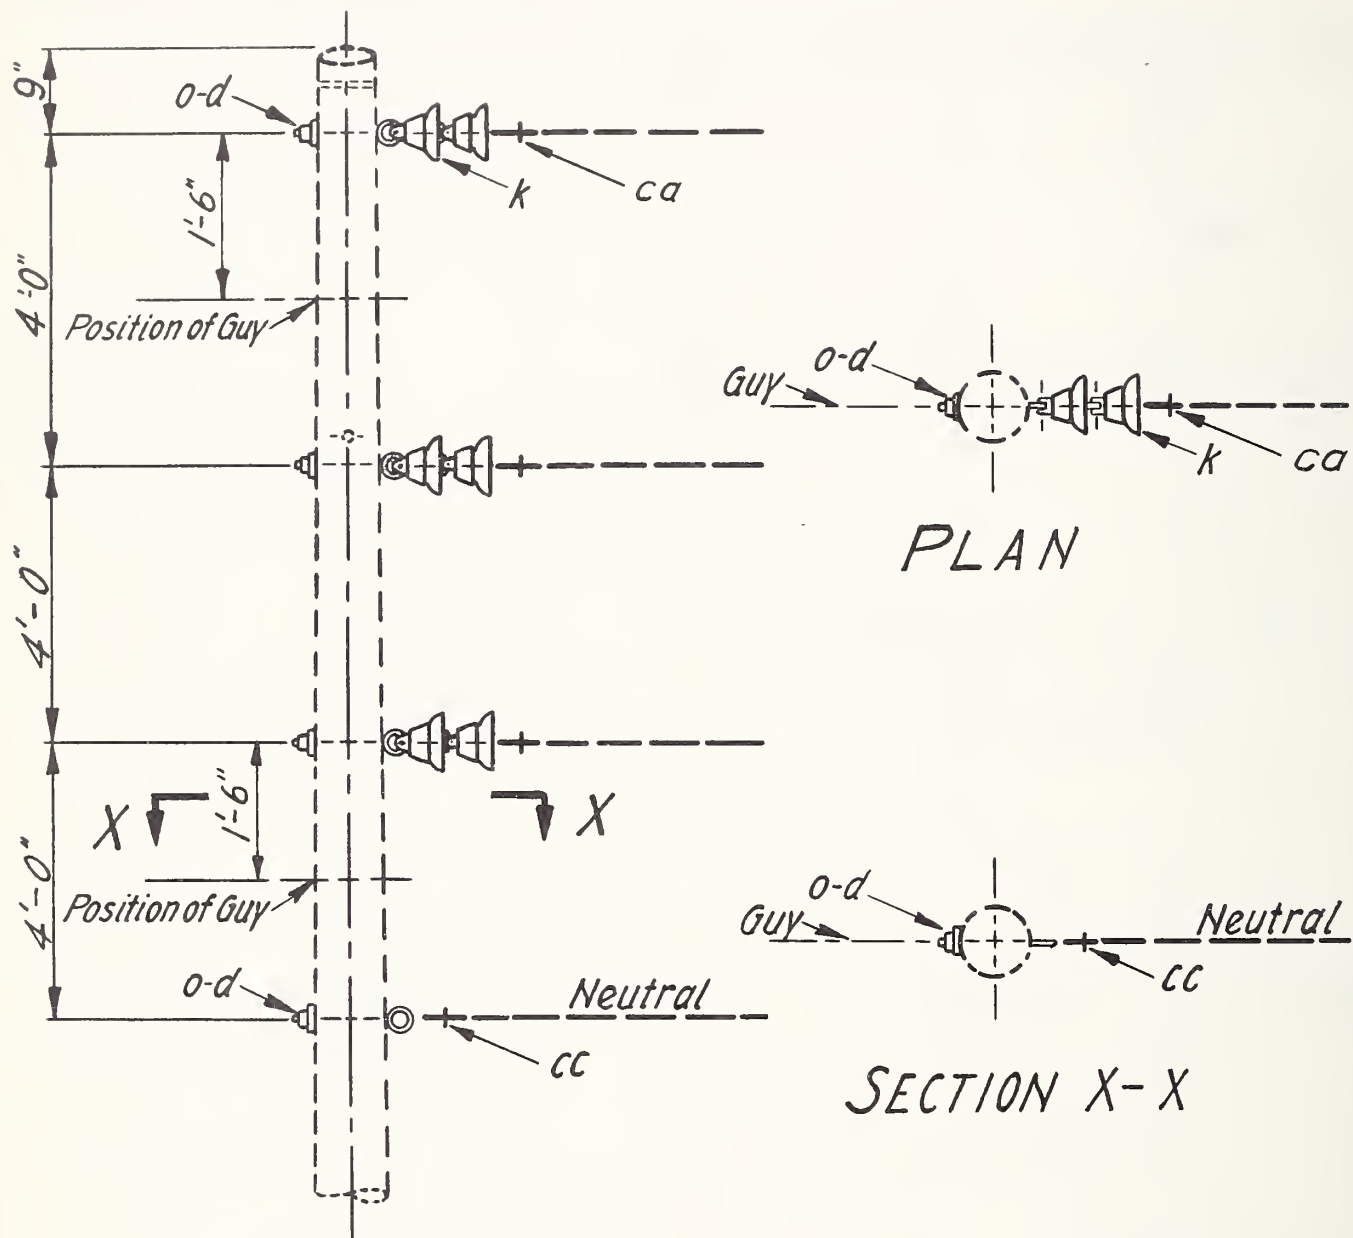 9"
o-d
k
ca
1'-6"
4'-0"
Position of Guy
Guy
o-d
k
ca
PLAN
4'-0"
X
X
1'-6"
4'-0"
Position of Guy
o-d
Guy
Neutral
cc
o-d
Neutral
cc
SECTION X-X